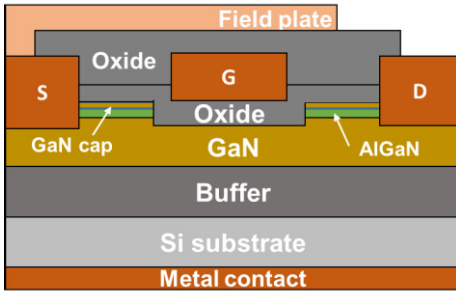 Field plate
Oxide
G
S
D
Oxide
GaN cap
GaN
AlGaN
Buffer
Si substrate
Metal contact